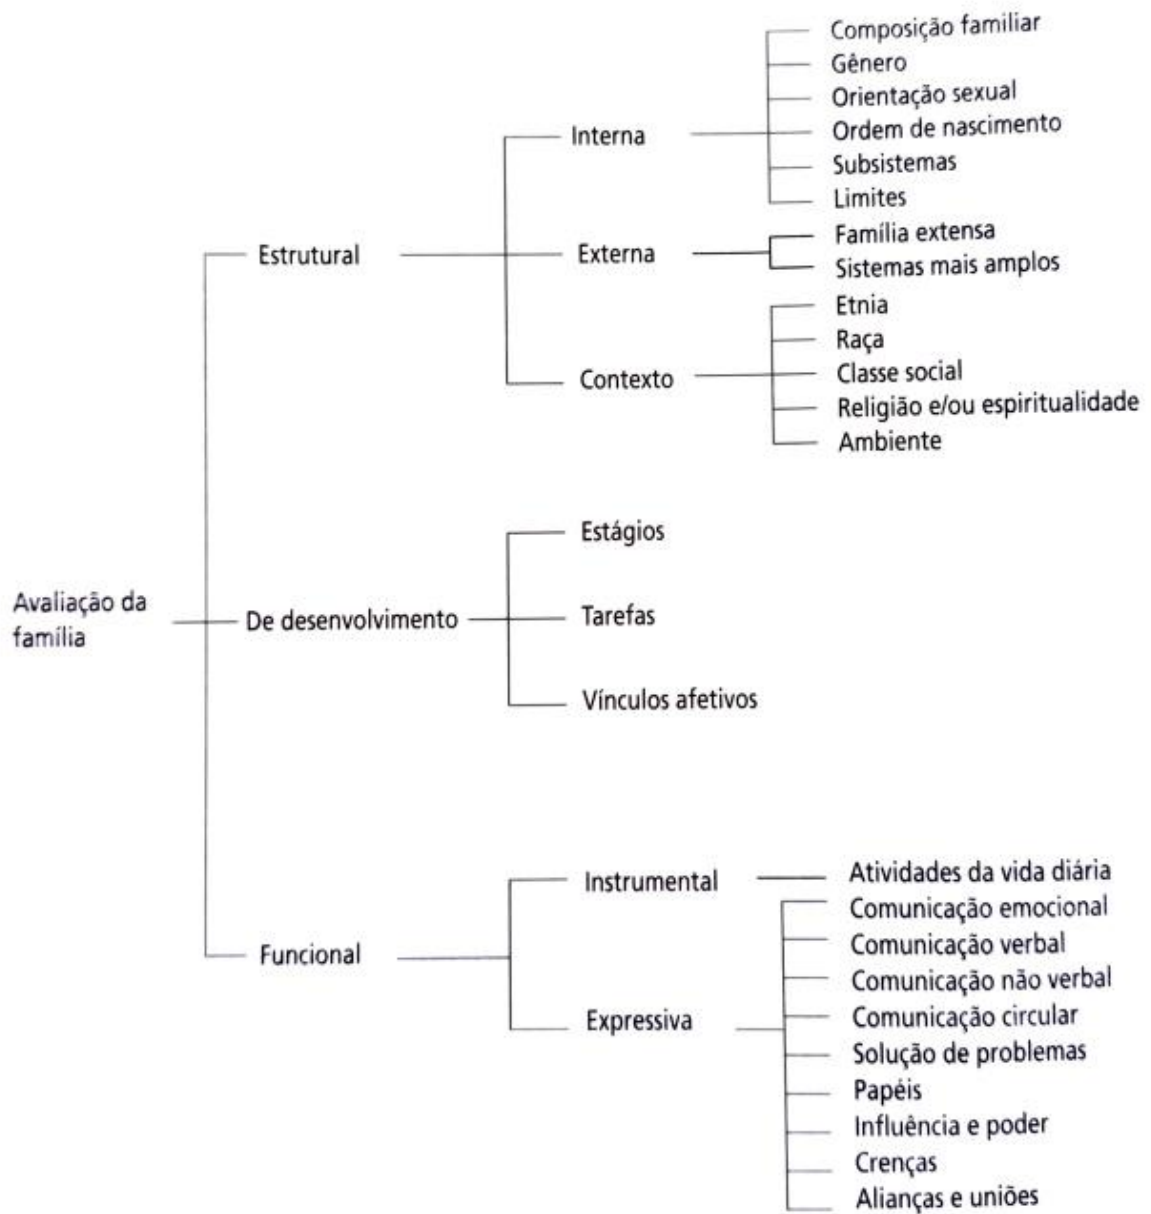 Composição familiar
Gênero
Orientação sexual
Interna
Ordem de nascimento
Subsistemas
Limites
Família extensa
Estrutural
Externa
Sistemas mais amplos
Etnia
Raça
Contexto
Classe social
Religião e/ou espiritualidade
Ambiente
Estágios
Avaliação da
família
De desenvolvimento
Tarefas
Vínculos afetivos
Instrumental
Atividades da vida diária
Comunicação emocional
Comunicação verbal
Funcional
Comunicação não verbal
Expressiva
Comunicação circular
Solução de problemas
Papéis
Influência e poder
Crenças
Alianças e uniões